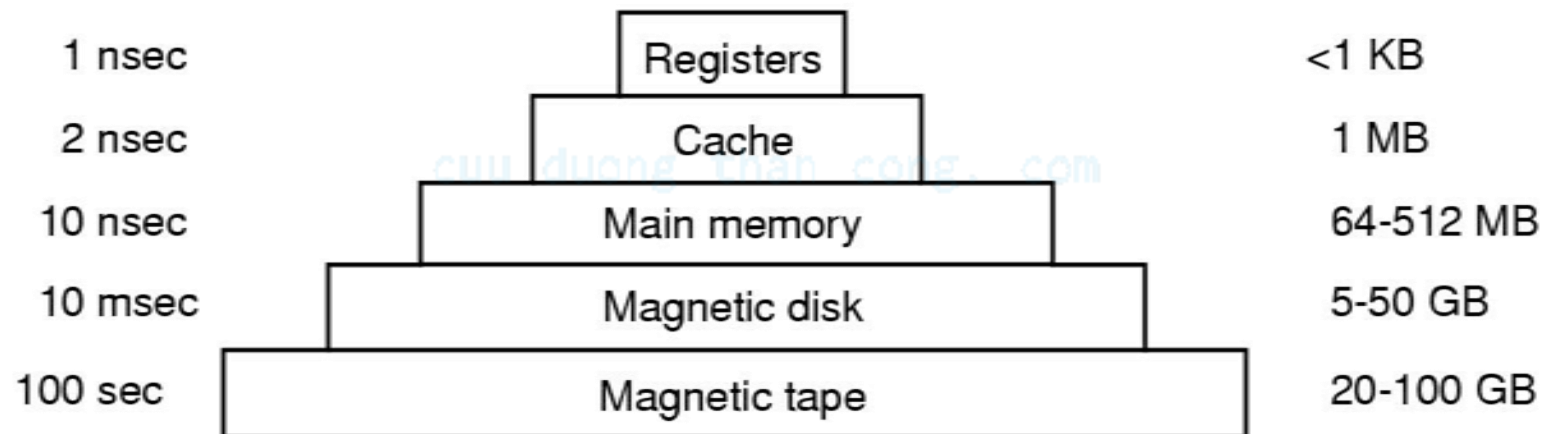 1 nsec Registers <1 KB
2 nsec Cache 1 MB
cuu duong than cong. com
10 nsec Main memory 64-512 MB
10 msec Magnetic disk 5-50 GB
100 sec Magnetic tape 20-100 GB